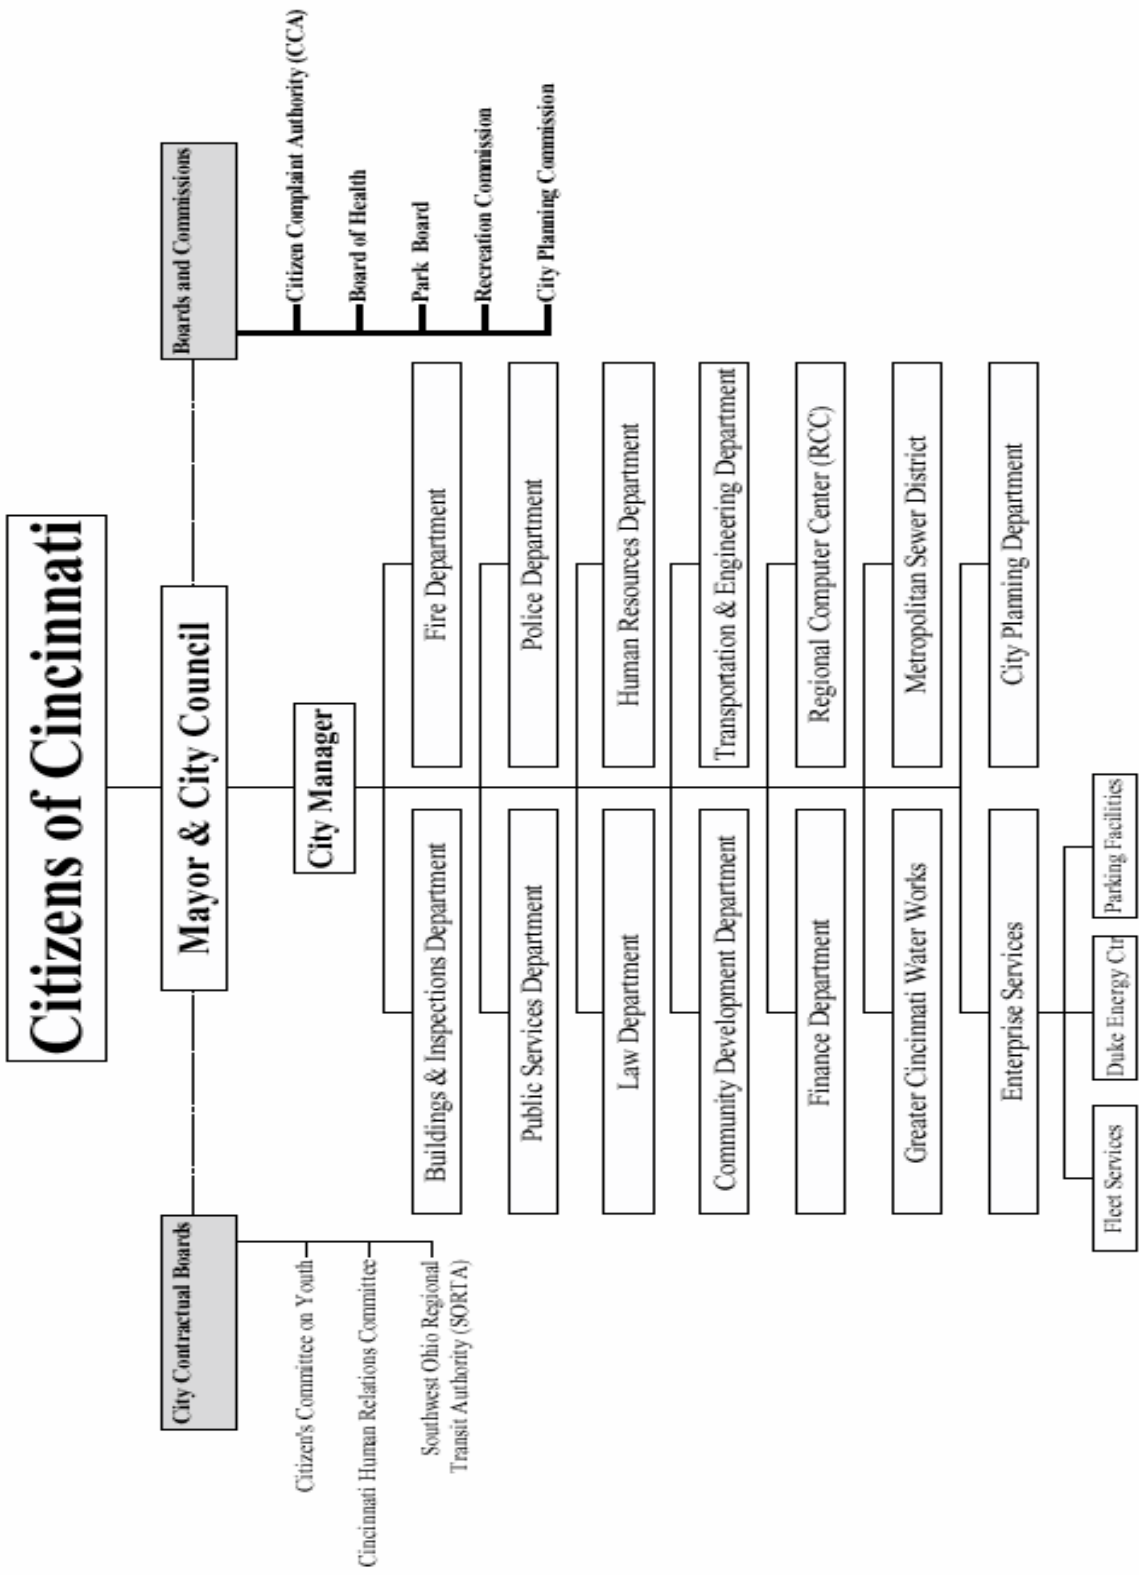 Citizens of Cincinnati
City Contractual Boards
Mayor & City Council
Boards and Commissions
Citizen's Committee on Youth
Cincinnati Human Relations Committee
Southwest Ohio Regional
Transit Authority (SORTA)
City Manager
Citizen Complaint Authority (CCA)
Board of Health
Park Board
Recreation Commission
City Planning Commission
Buildings & Inspections Department
Fire Department
Public Services Department
Police Department
Law Department
Human Resources Department
Community Development Department
Transportation & Engineering Department
Finance Department
Regional Computer Center (RCC)
Greater Cincinnati Water Works
Metropolitan Sewer District
Enterprise Services
City Planning Department
Fleet Services
Duke Energy Ctr
Parking Facilities